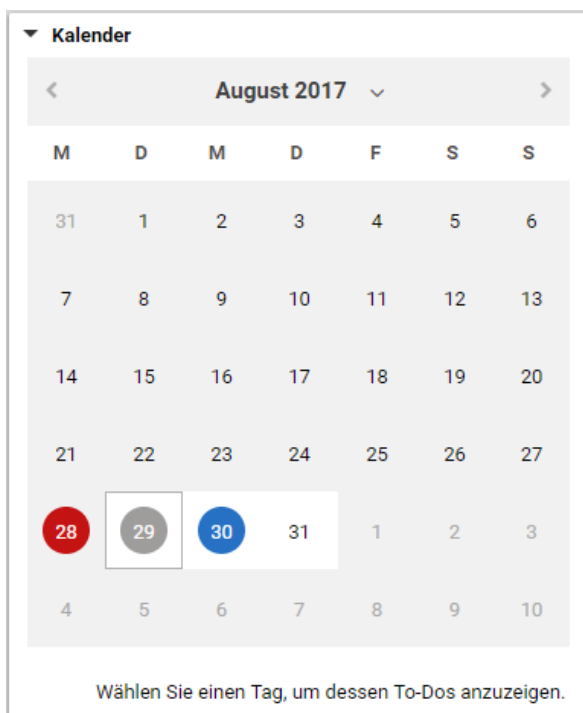 Kalender
August 2017
M D M D F S S
31 1 2 3 4 5 6
7 8 9 10 11 12 13
14 15 16 17 18 19 20
21 22 23 24 25 26 27
28 29 30 31 1 2 3
4 5 6 7 8 9 10
Wählen Sie einen Tag, um dessen To-Dos anzuzeigen.